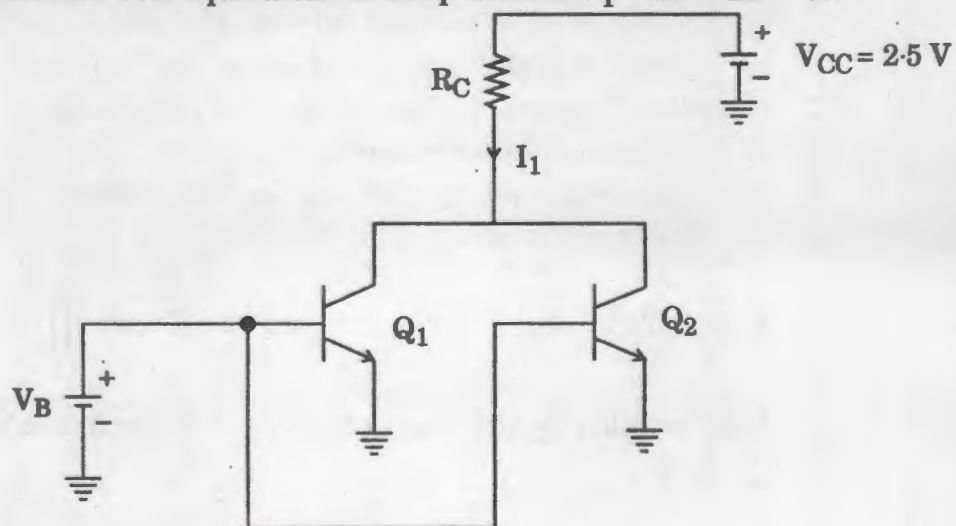 +
V_CC = 2·5 V
R_C
−
I_1
Q_1
Q_2
+
V_B
−